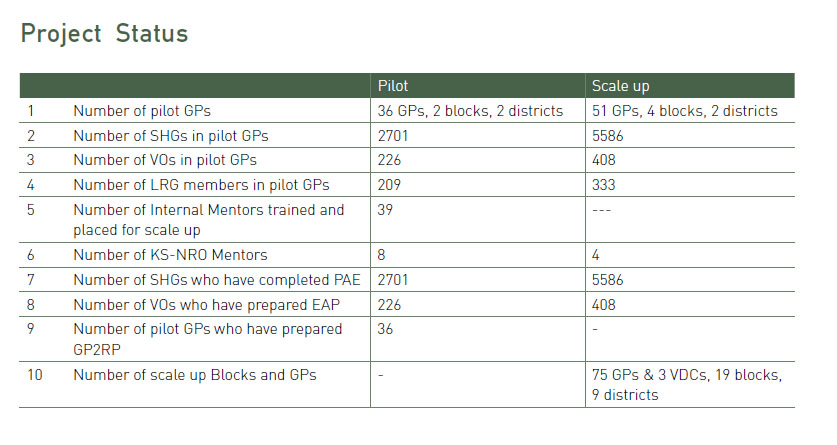 Project Status
Pilot Scale up
1 Number of pilot GPs 36 GPs, 2 blocks, 2 districts 51 GPs, 4 blocks, 2 districts
2 Number of SHGs in pilot GPs 2701 5586
3 Number of VOs in pilot GPs 226 408
4 Number of LRG members in pilot GPs 209 333
5 Number of Internal Mentors trained and 39 ---
placed for scale up
6 Number of KS-NRO Mentors 8 4
7 Number of SHGs who have completed PAE 2701 5586
8 Number of VOs who have prepared EAP 226 408
9 Number of pilot GPs who have prepared 36 -
GP2RP
10 Number of scale up Blocks and GPs - 75 GPs & 3 VDCs, 19 blocks,
9 districts